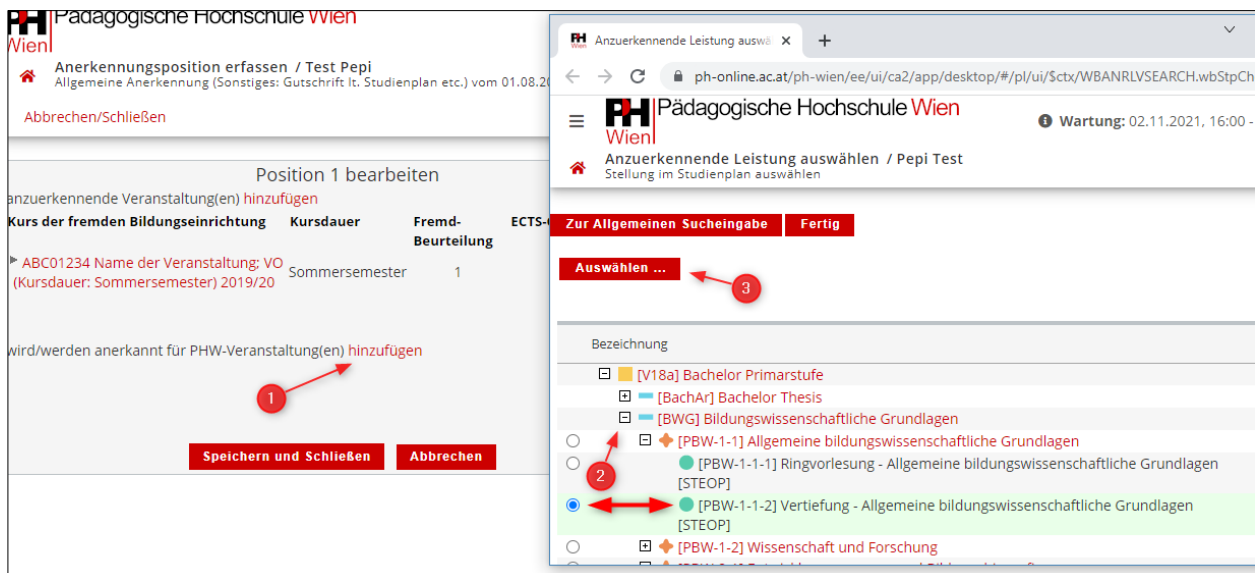 PH Wien
Pädagogische Hochschule Wien
Anerkennungsposition erfassen / Test Pepi
Allgemeine Anerkennung (Sonstiges: Gutschrift lt. Studienplan etc.) vom 01.08.20
Abbrechen/Schließen
Position 1 bearbeiten
anzuerkennende Veranstaltung(en) hinzufügen
Kurs der fremden Bildungseinrichtung Kursdauer Fremd- ECTS-
Beurteilung
ABC01234 Name der Veranstaltung; VO
(Kursdauer: Sommersemester) 2019/20
Sommersemester 1
wird/werden anerkannt für PHW-Veranstaltung(en) hinzufügen
1
Speichern und Schließen Abbrechen
PH Wien Anzuerkennende Leistung auswä
ph-online.ac.at/ph-wien/ee/ui/ca2/app/desktop/#/pl/ui/$ctx/WBANRLVSEARCH.wbStpCh
PH Wien
Pädagogische Hochschule Wien
Wartung: 02.11.2021, 16:00 -
Anzuerkennende Leistung auswählen / Pepi Test
Stellung im Studienplan auswählen
Zur Allgemeinen Sucheingabe Fertig
Auswählen ...
3
Bezeichnung
[V18a] Bachelor Primarstufe
[BachAr] Bachelor Thesis
[BWG] Bildungswissenschaftliche Grundlagen
[PBW-1-1] Allgemeine bildungswissenschaftliche Grundlagen
2
[PBW-1-1-1] Ringvorlesung - Allgemeine bildungswissenschaftliche Grundlagen
[STEOP]
[PBW-1-1-2] Vertiefung - Allgemeine bildungswissenschaftliche Grundlagen
[STEOP]
[PBW-1-2] Wissenschaft und Forschung